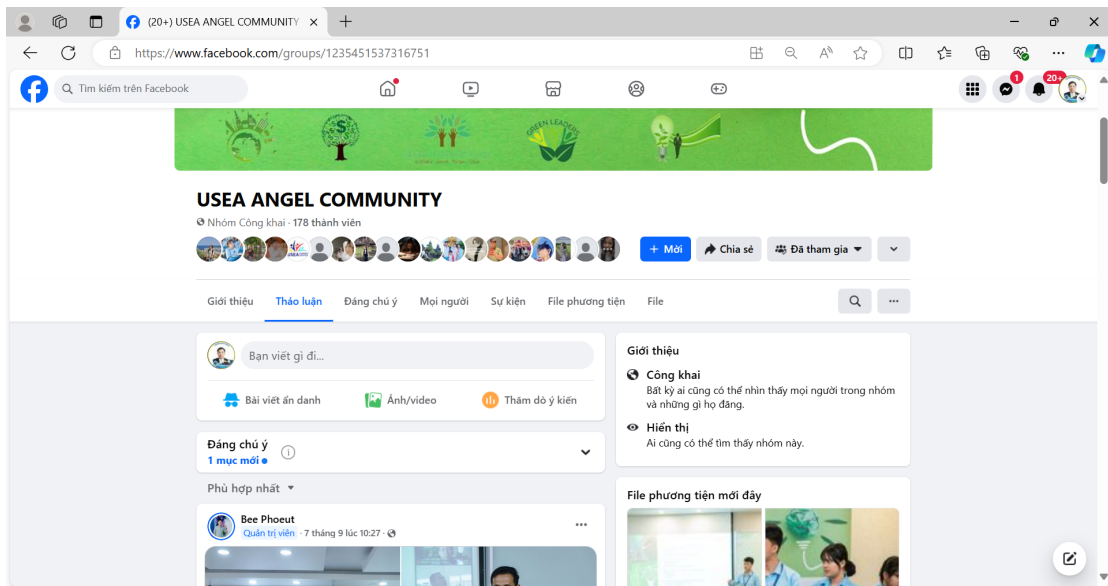 (20+) USEA ANGEL COMMUNITY
https://www.facebook.com/groups/1235451537316751
Tìm kiếm trên Facebook
1
20+
GREEN LEADERS
USEA ANGEL COMMUNITY
Nhóm Công khai · 178 thành viên
+ Mời
Chia sẻ
Đã tham gia
Giới thiệu
Thảo luận
Đáng chú ý
Mọi người
Sự kiện
File phương tiện
File
Bạn viết gì đi...
Bài viết ẩn danh
Ảnh/video
Thăm dò ý kiến
Đáng chú ý
1 mục mới
Phù hợp nhất
Bee Phoeut
Quản trị viên · 7 tháng 9 lúc 10:27 ·
Giới thiệu
Công khai
Bất kỳ ai cũng có thể nhìn thấy mọi người trong nhóm
và những gì họ đăng.
Hiển thị
Ai cũng có thể tìm thấy nhóm này.
File phương tiện mới đây